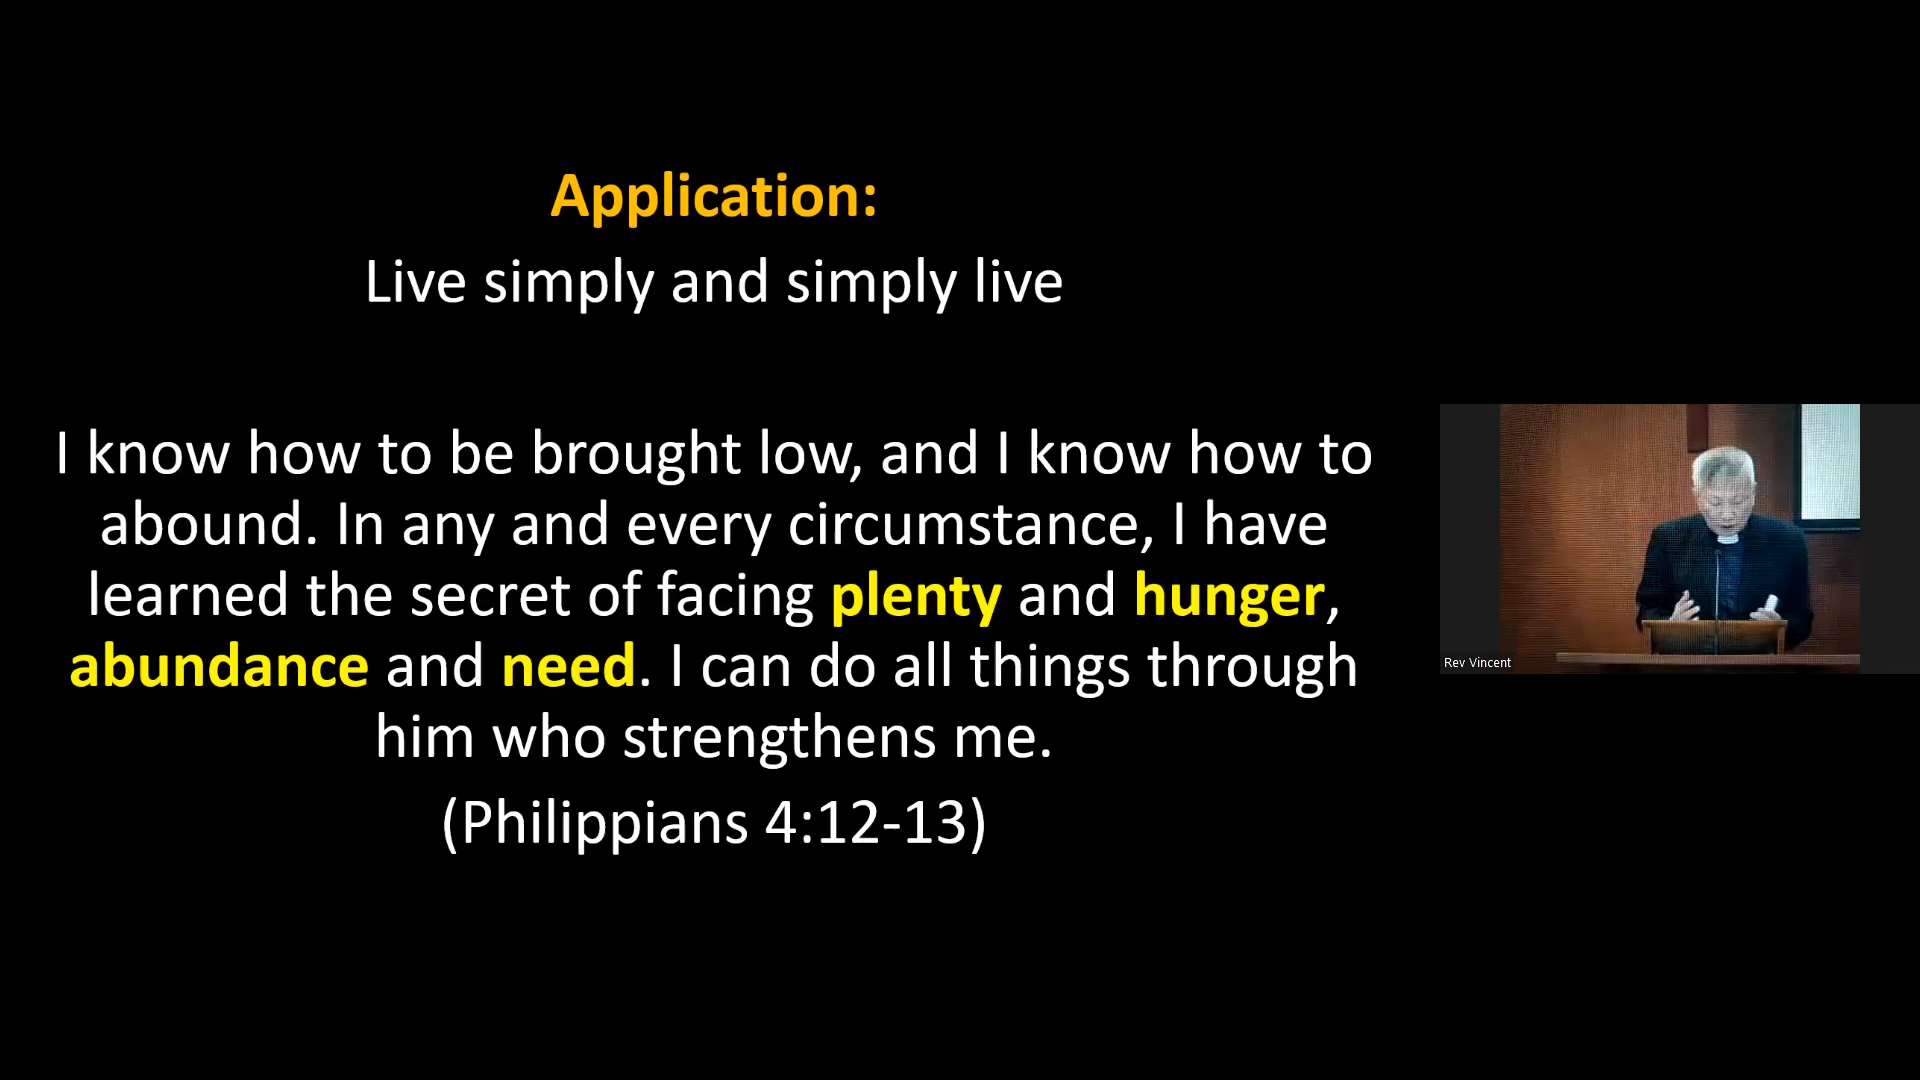 Application:
Live simply and simply live
I know how to be brought low, and I know how to
abound. In any and every circumstance, I have
learned the secret of facing plenty and hunger,
abundance and need. I can do all things through
him who strengthens me.
(Philippians 4:12-13)
Rev Vincent